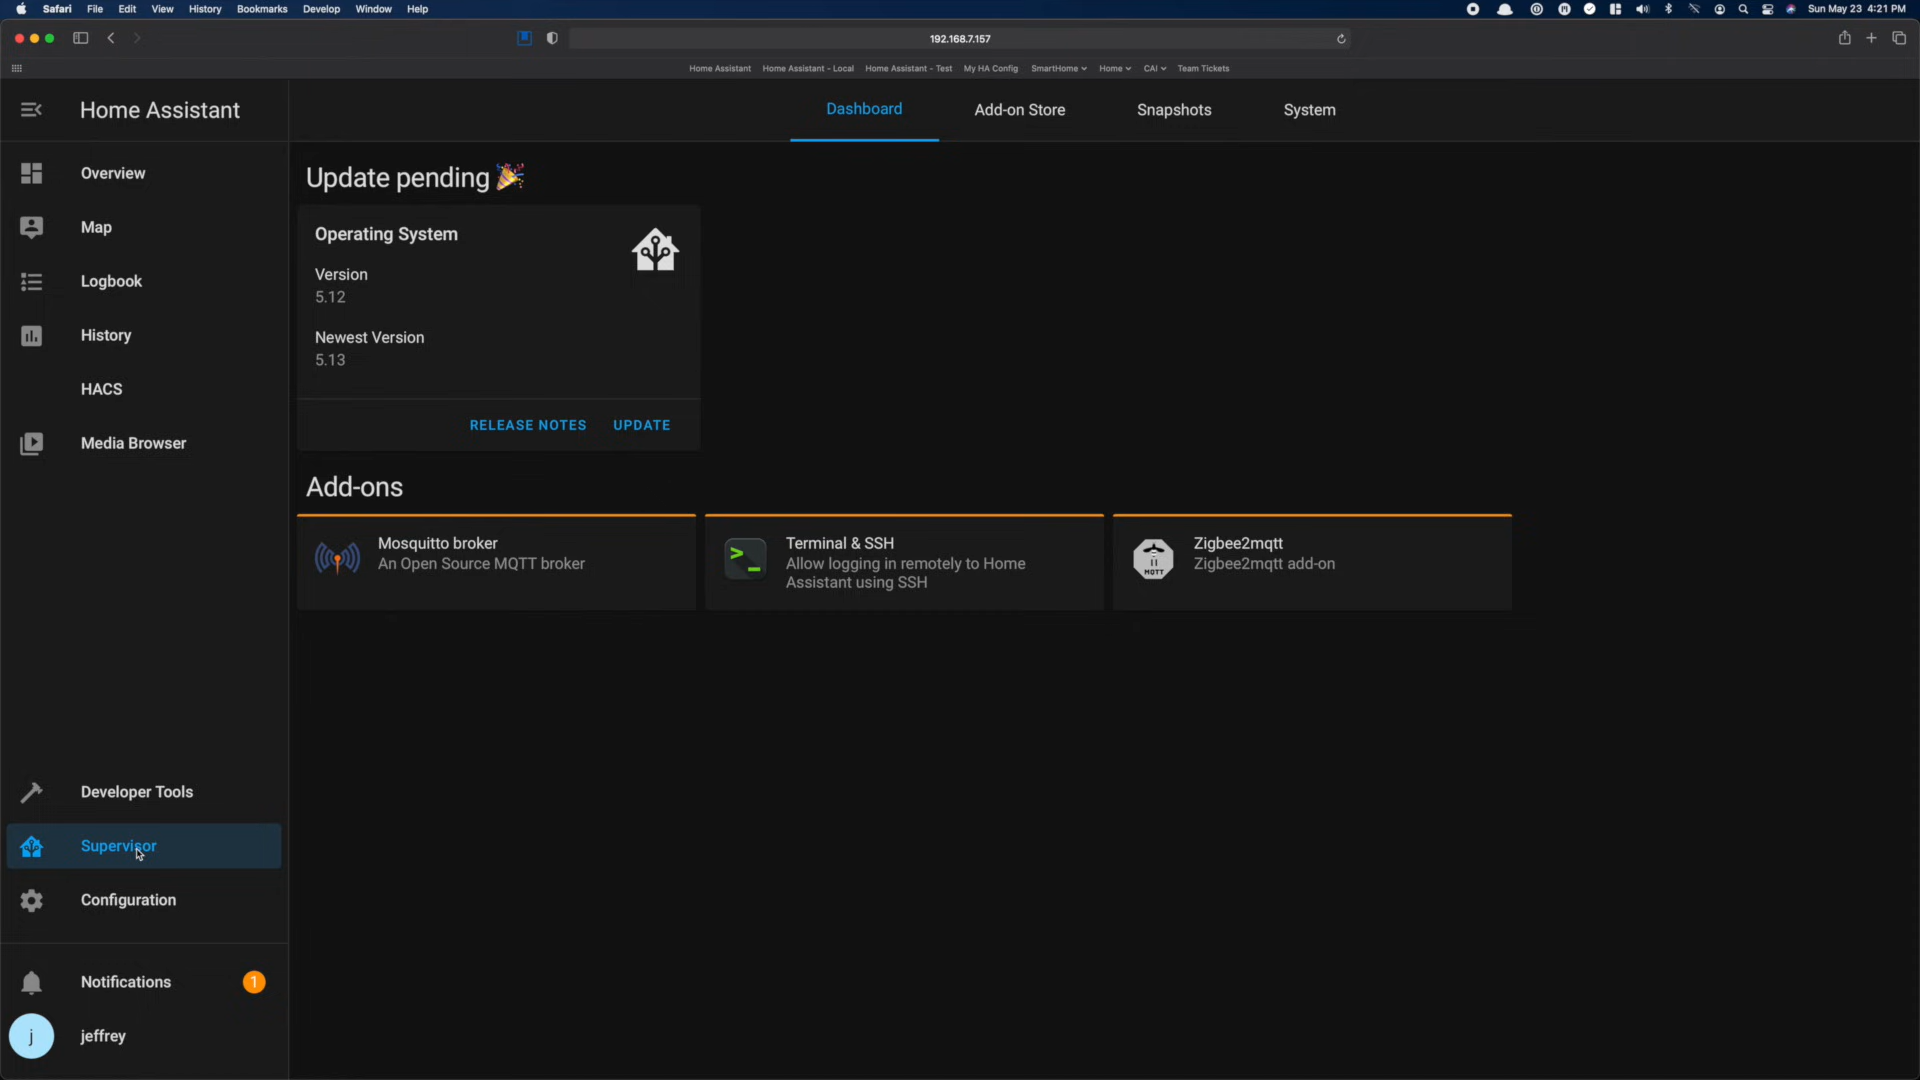 Safari File Edit View History Bookmarks Develop Window Help
Sun May 23 4:21 PM
192.168.7.157
Home Assistant Home Assistant - Local Home Assistant - Test My HA Config SmartHome Home CAI Team Tickets
Home Assistant
Dashboard Add-on Store Snapshots System
Overview
Map
Logbook
History
HACS
Media Browser
Developer Tools
Supervisor
Configuration
Notifications 1
j jeffrey
Update pending 🎉
Operating System
Version
5.12
Newest Version
5.13
RELEASE NOTES UPDATE
Add-ons
Mosquitto broker
An Open Source MQTT broker
Terminal & SSH
Allow logging in remotely to Home
Assistant using SSH
MQTT
Zigbee2mqtt
Zigbee2mqtt add-on